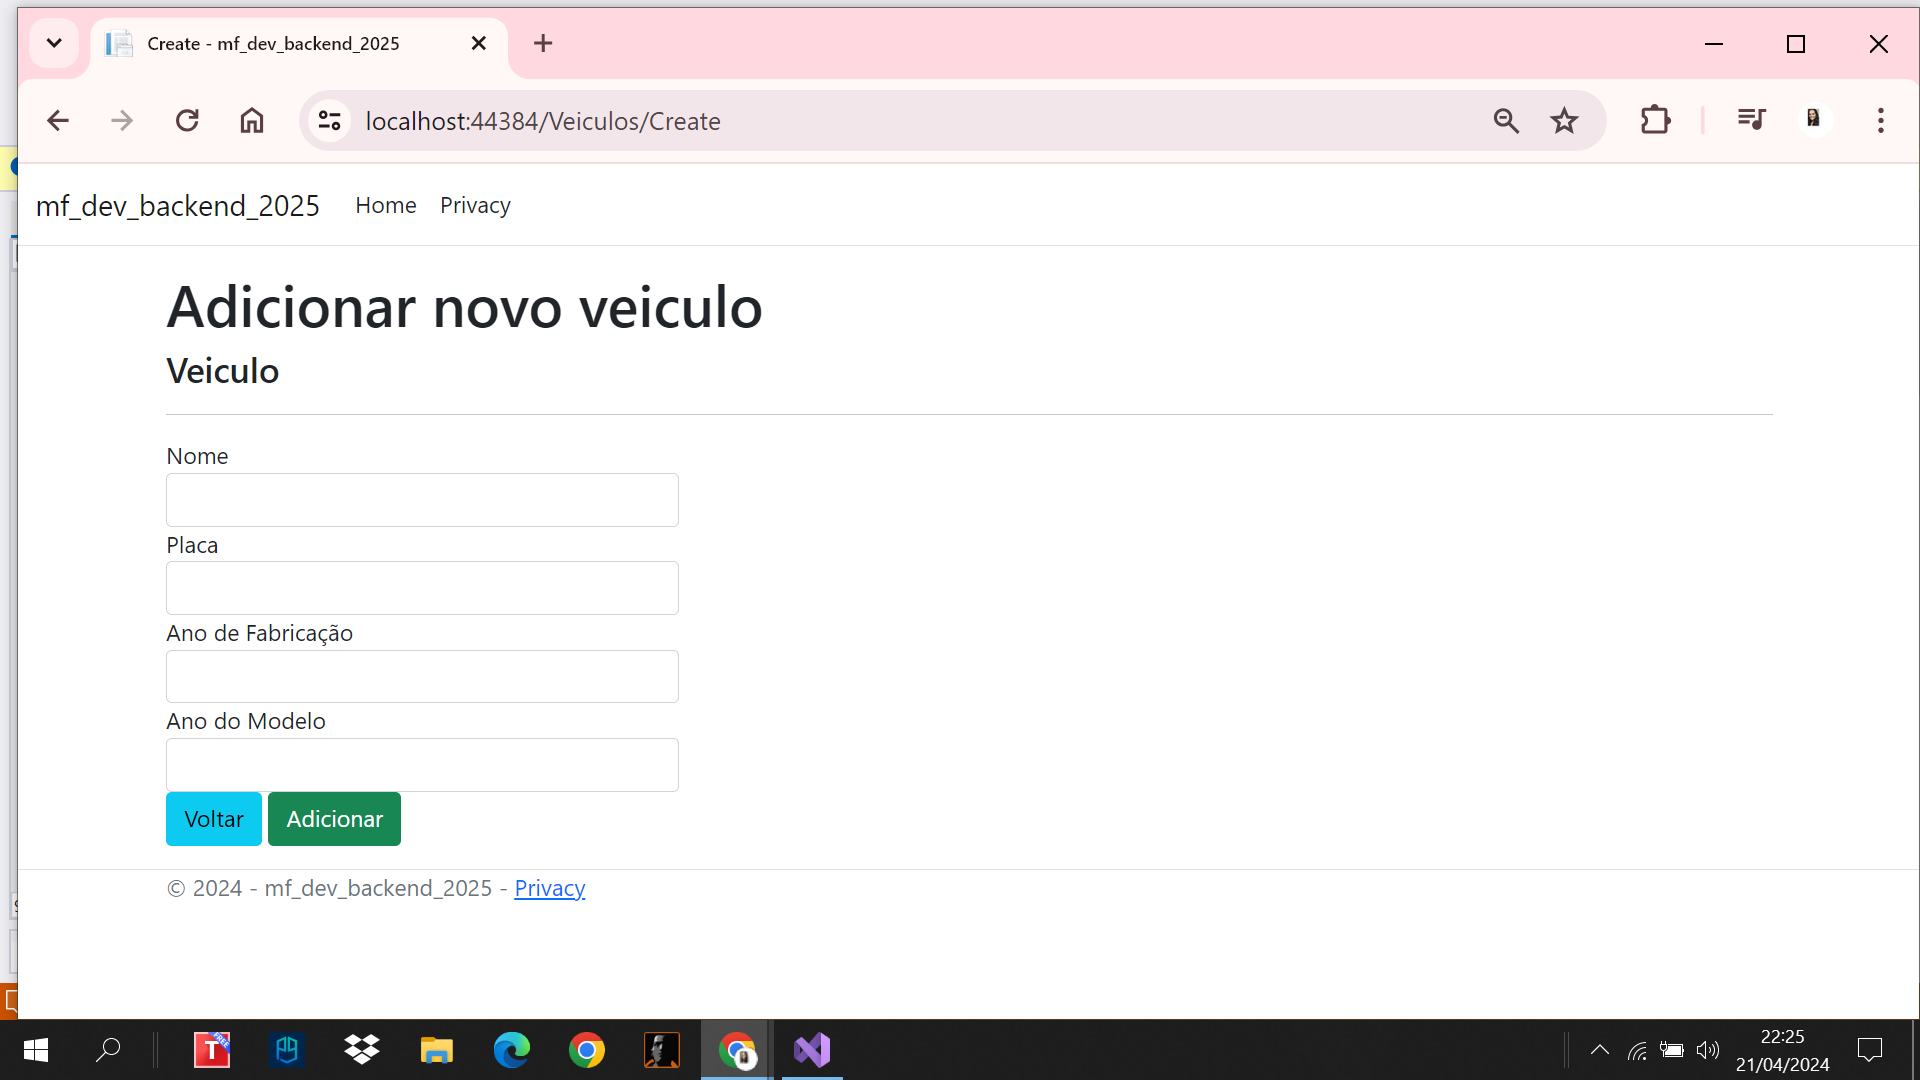 Create - mf_dev_backend_2025
localhost:44384/Veiculos/Create
mf_dev_backend_2025 Home Privacy
Adicionar novo veiculo
Veiculo
Nome
Placa
Ano de Fabricação
Ano do Modelo
Voltar Adicionar
© 2024 - mf_dev_backend_2025 - Privacy
T FREE
22:25
21/04/2024